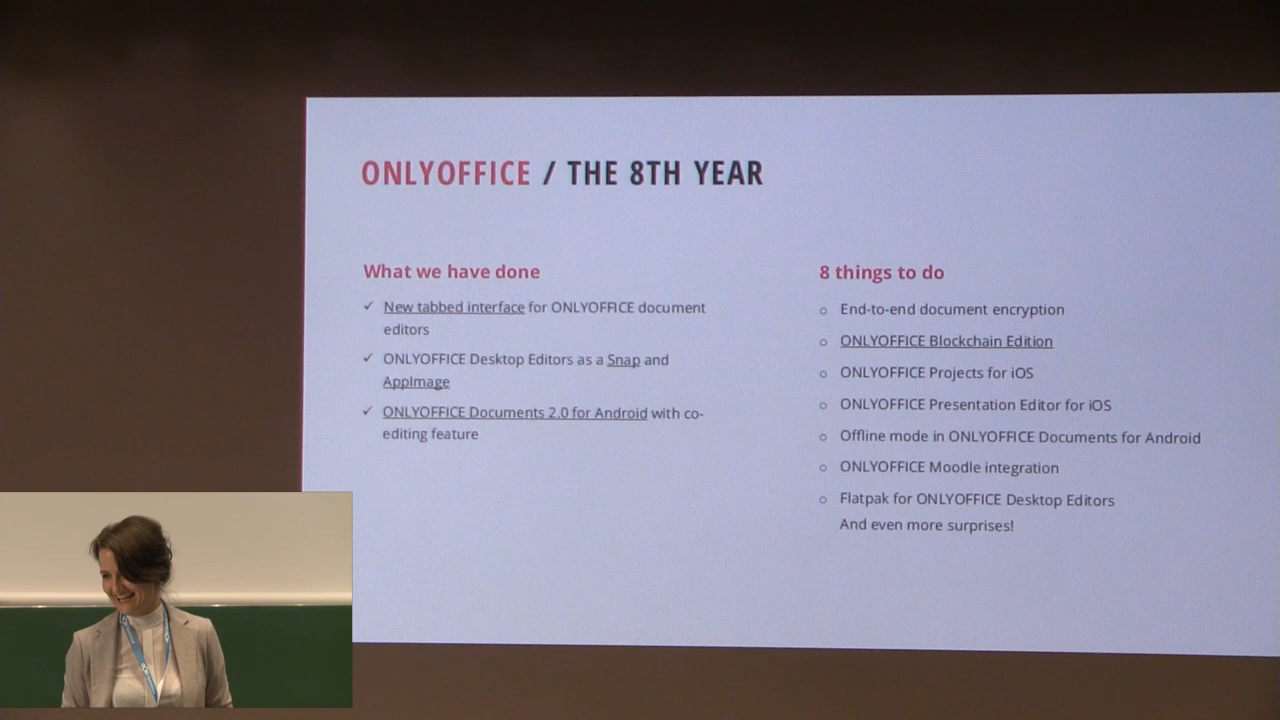 ONLYOFFICE / THE 8TH YEAR
What we have done
✓ New tabbed interface for ONLYOFFICE document
editors
✓ ONLYOFFICE Desktop Editors as a Snap and
AppImage
✓ ONLYOFFICE Documents 2.0 for Android with co-
editing feature
8 things to do
o End-to-end document encryption
o ONLYOFFICE Blockchain Edition
o ONLYOFFICE Projects for iOS
o ONLYOFFICE Presentation Editor for iOS
o Offline mode in ONLYOFFICE Documents for Android
o ONLYOFFICE Moodle integration
o Flatpak for ONLYOFFICE Desktop Editors
And even more surprises!